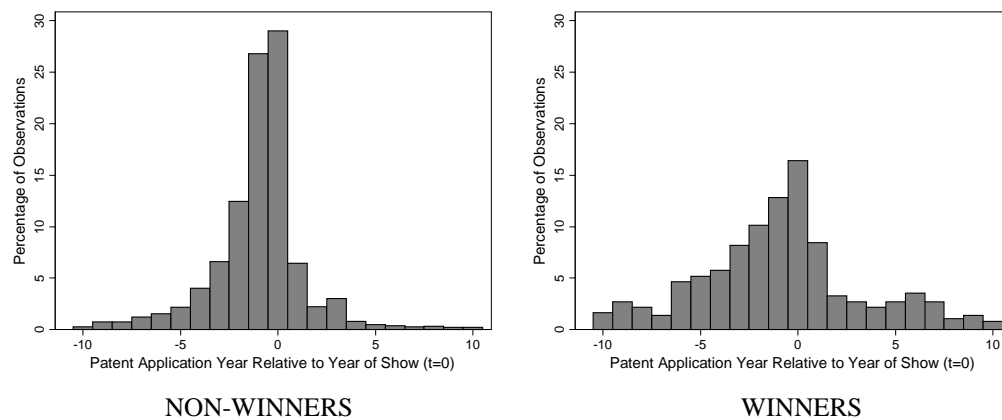 Percentage of Observations
0 5 10 15 20 25 30
-10 -5 0 5 10
Patent Application Year Relative to Year of Show (t=0)
NON-WINNERS
Percentage of Observations
0 5 10 15 20 25 30
-10 -5 0 5 10
Patent Application Year Relative to Year of Show (t=0)
WINNERS